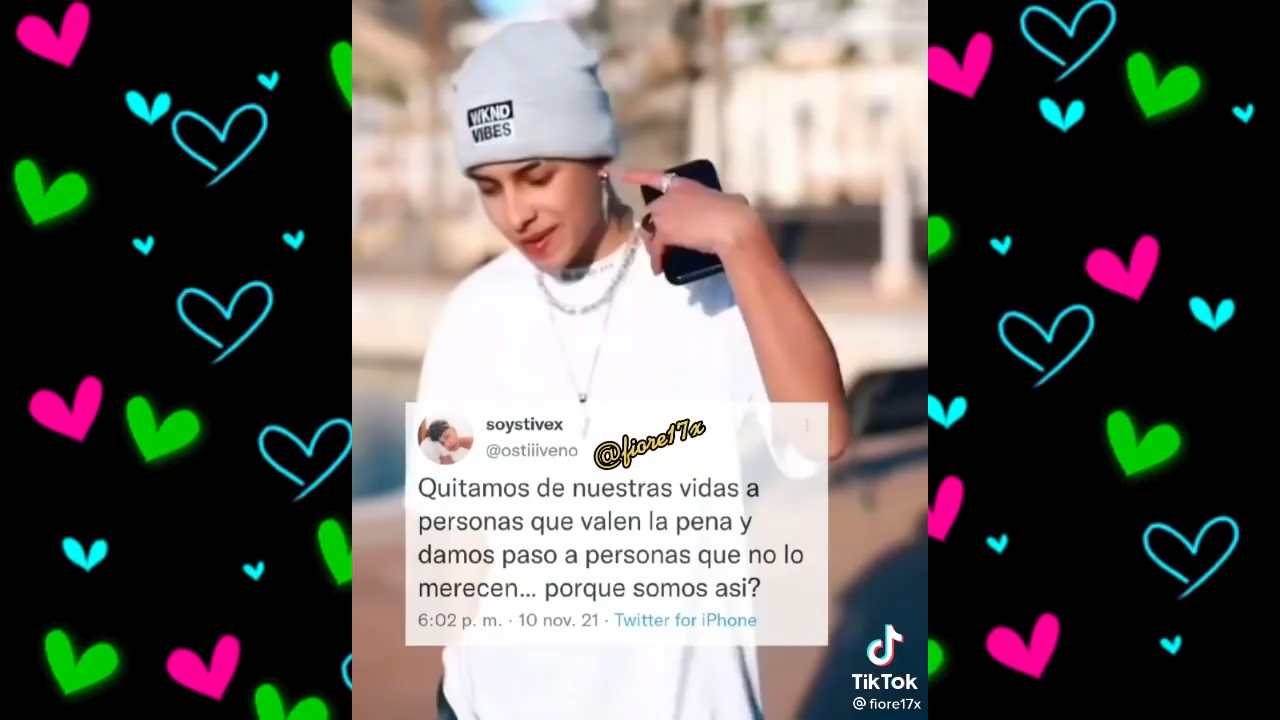 WKND
VIBES
soystivex
@ostiiiveno
@fiore17x
Quitamos de nuestras vidas a
personas que valen la pena y
damos paso a personas que no lo
merecen... porque somos asi?
6:02 p. m. · 10 nov. 21 · Twitter for iPhone
TikTok
@fiore17x